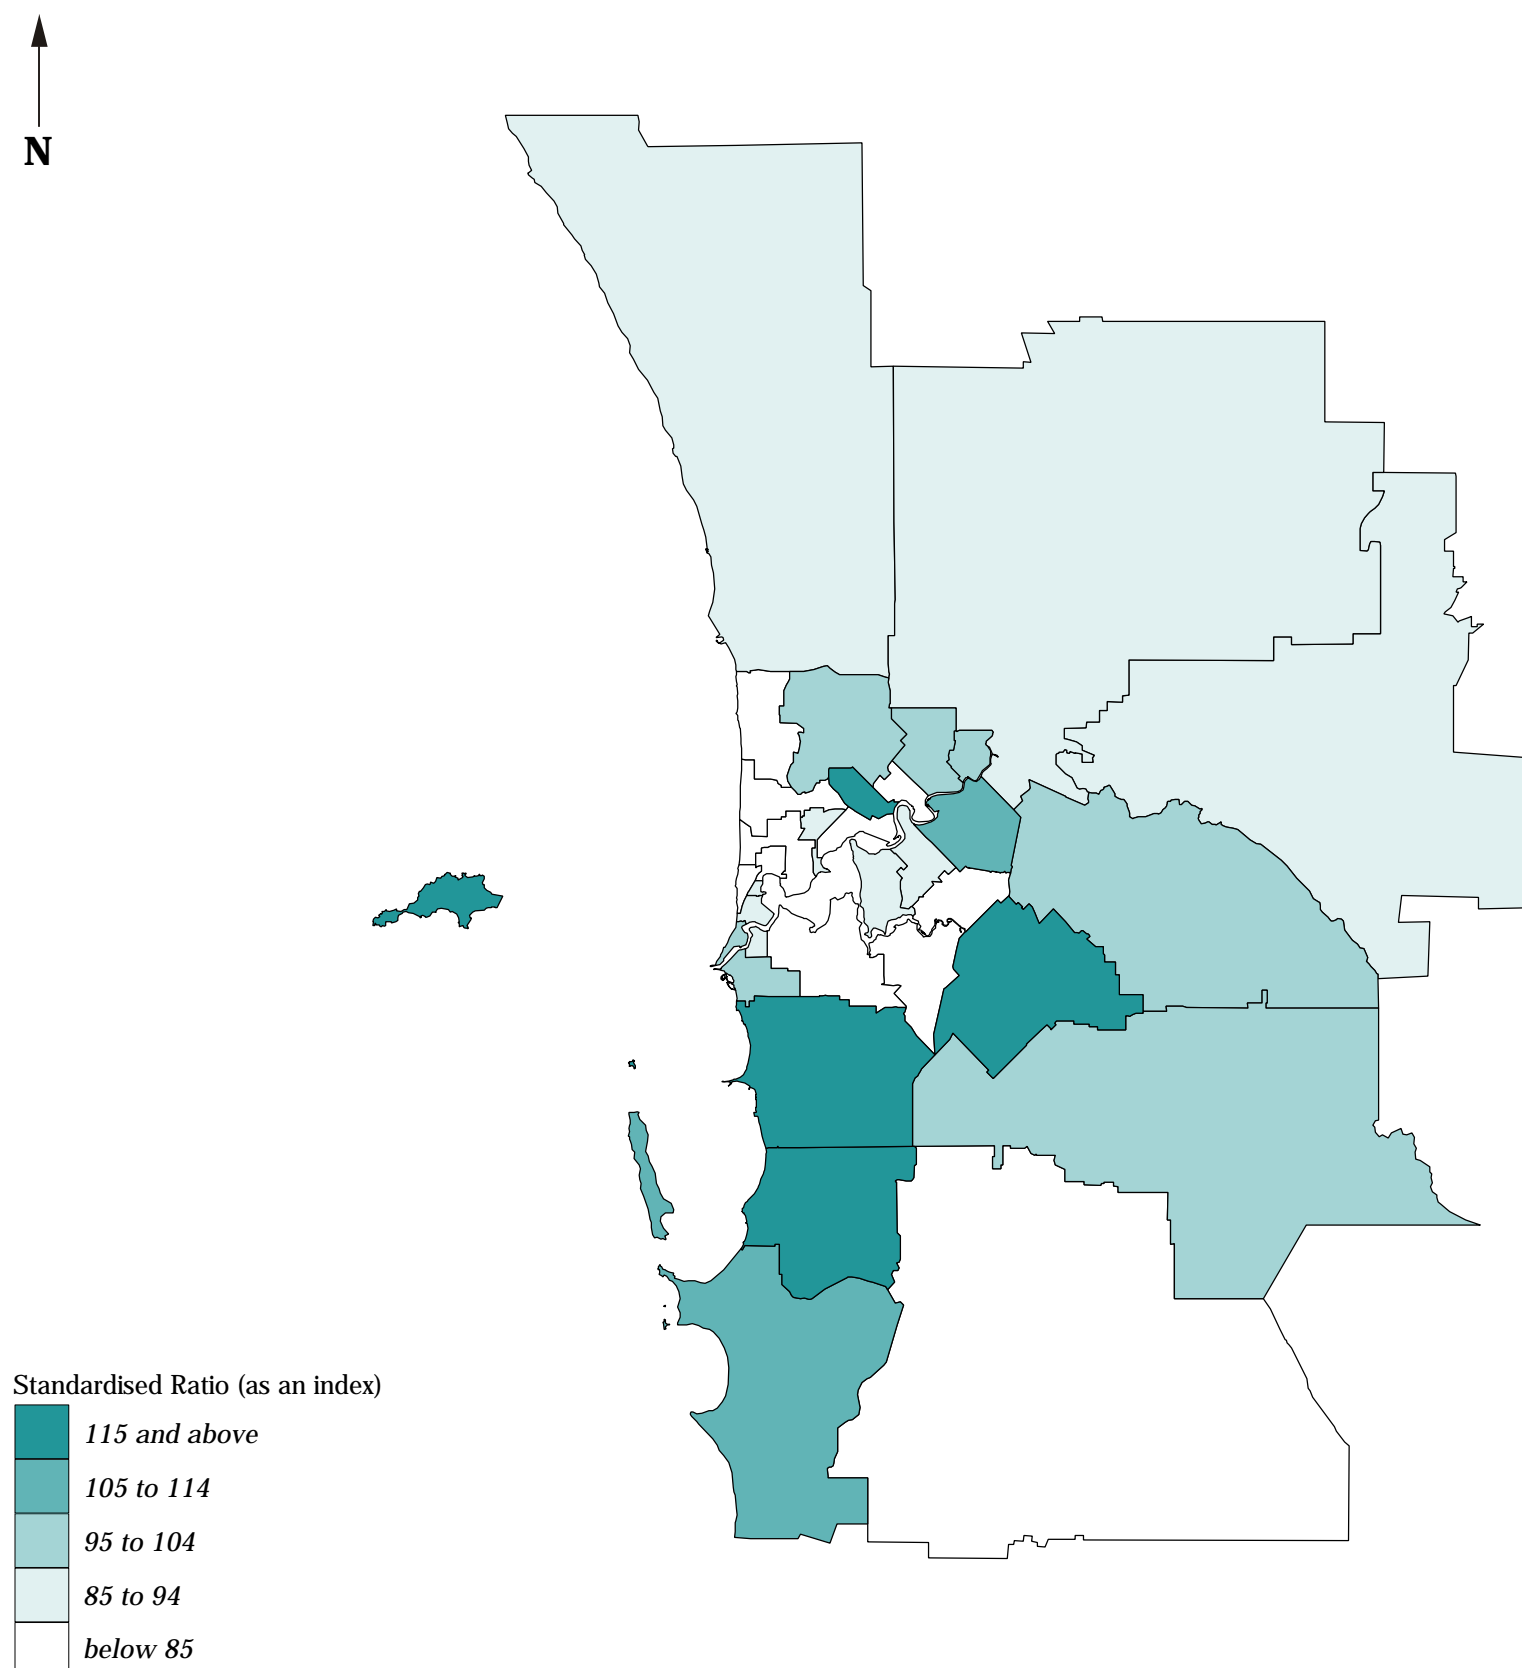 N
Standardised Ratio (as an index)
115 and above
105 to 114
95 to 104
85 to 94
below 85